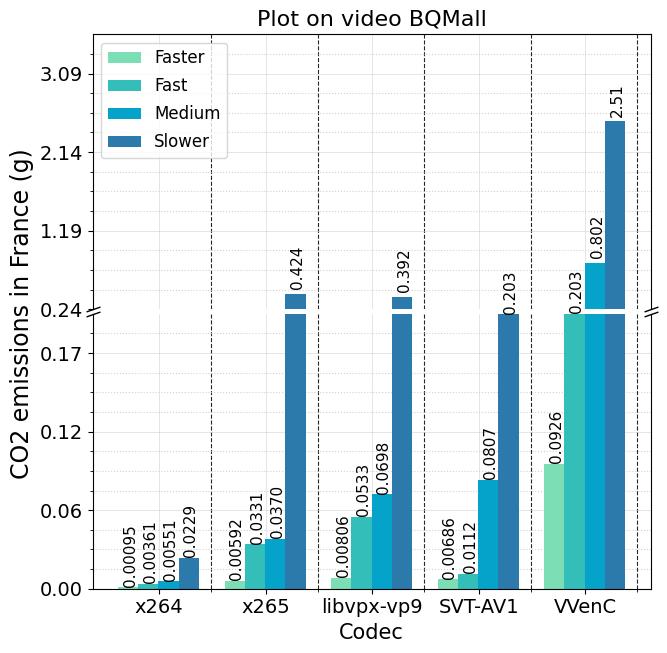 Plot on video BQMall
Faster
Fast
Medium
Slower
CO2 emissions in France (g)
3.09
2.14
1.19
0.24
0.17
0.12
0.06
0.00
0.00095
0.00361
0.00551
0.0229
0.00592
0.0331
0.0370
0.424
0.00806
0.0533
0.0698
0.392
0.00686
0.0112
0.0807
0.203
0.0926
0.203
0.802
2.51
x264
x265
libvpx-vp9
SVT-AV1
VVenC
Codec